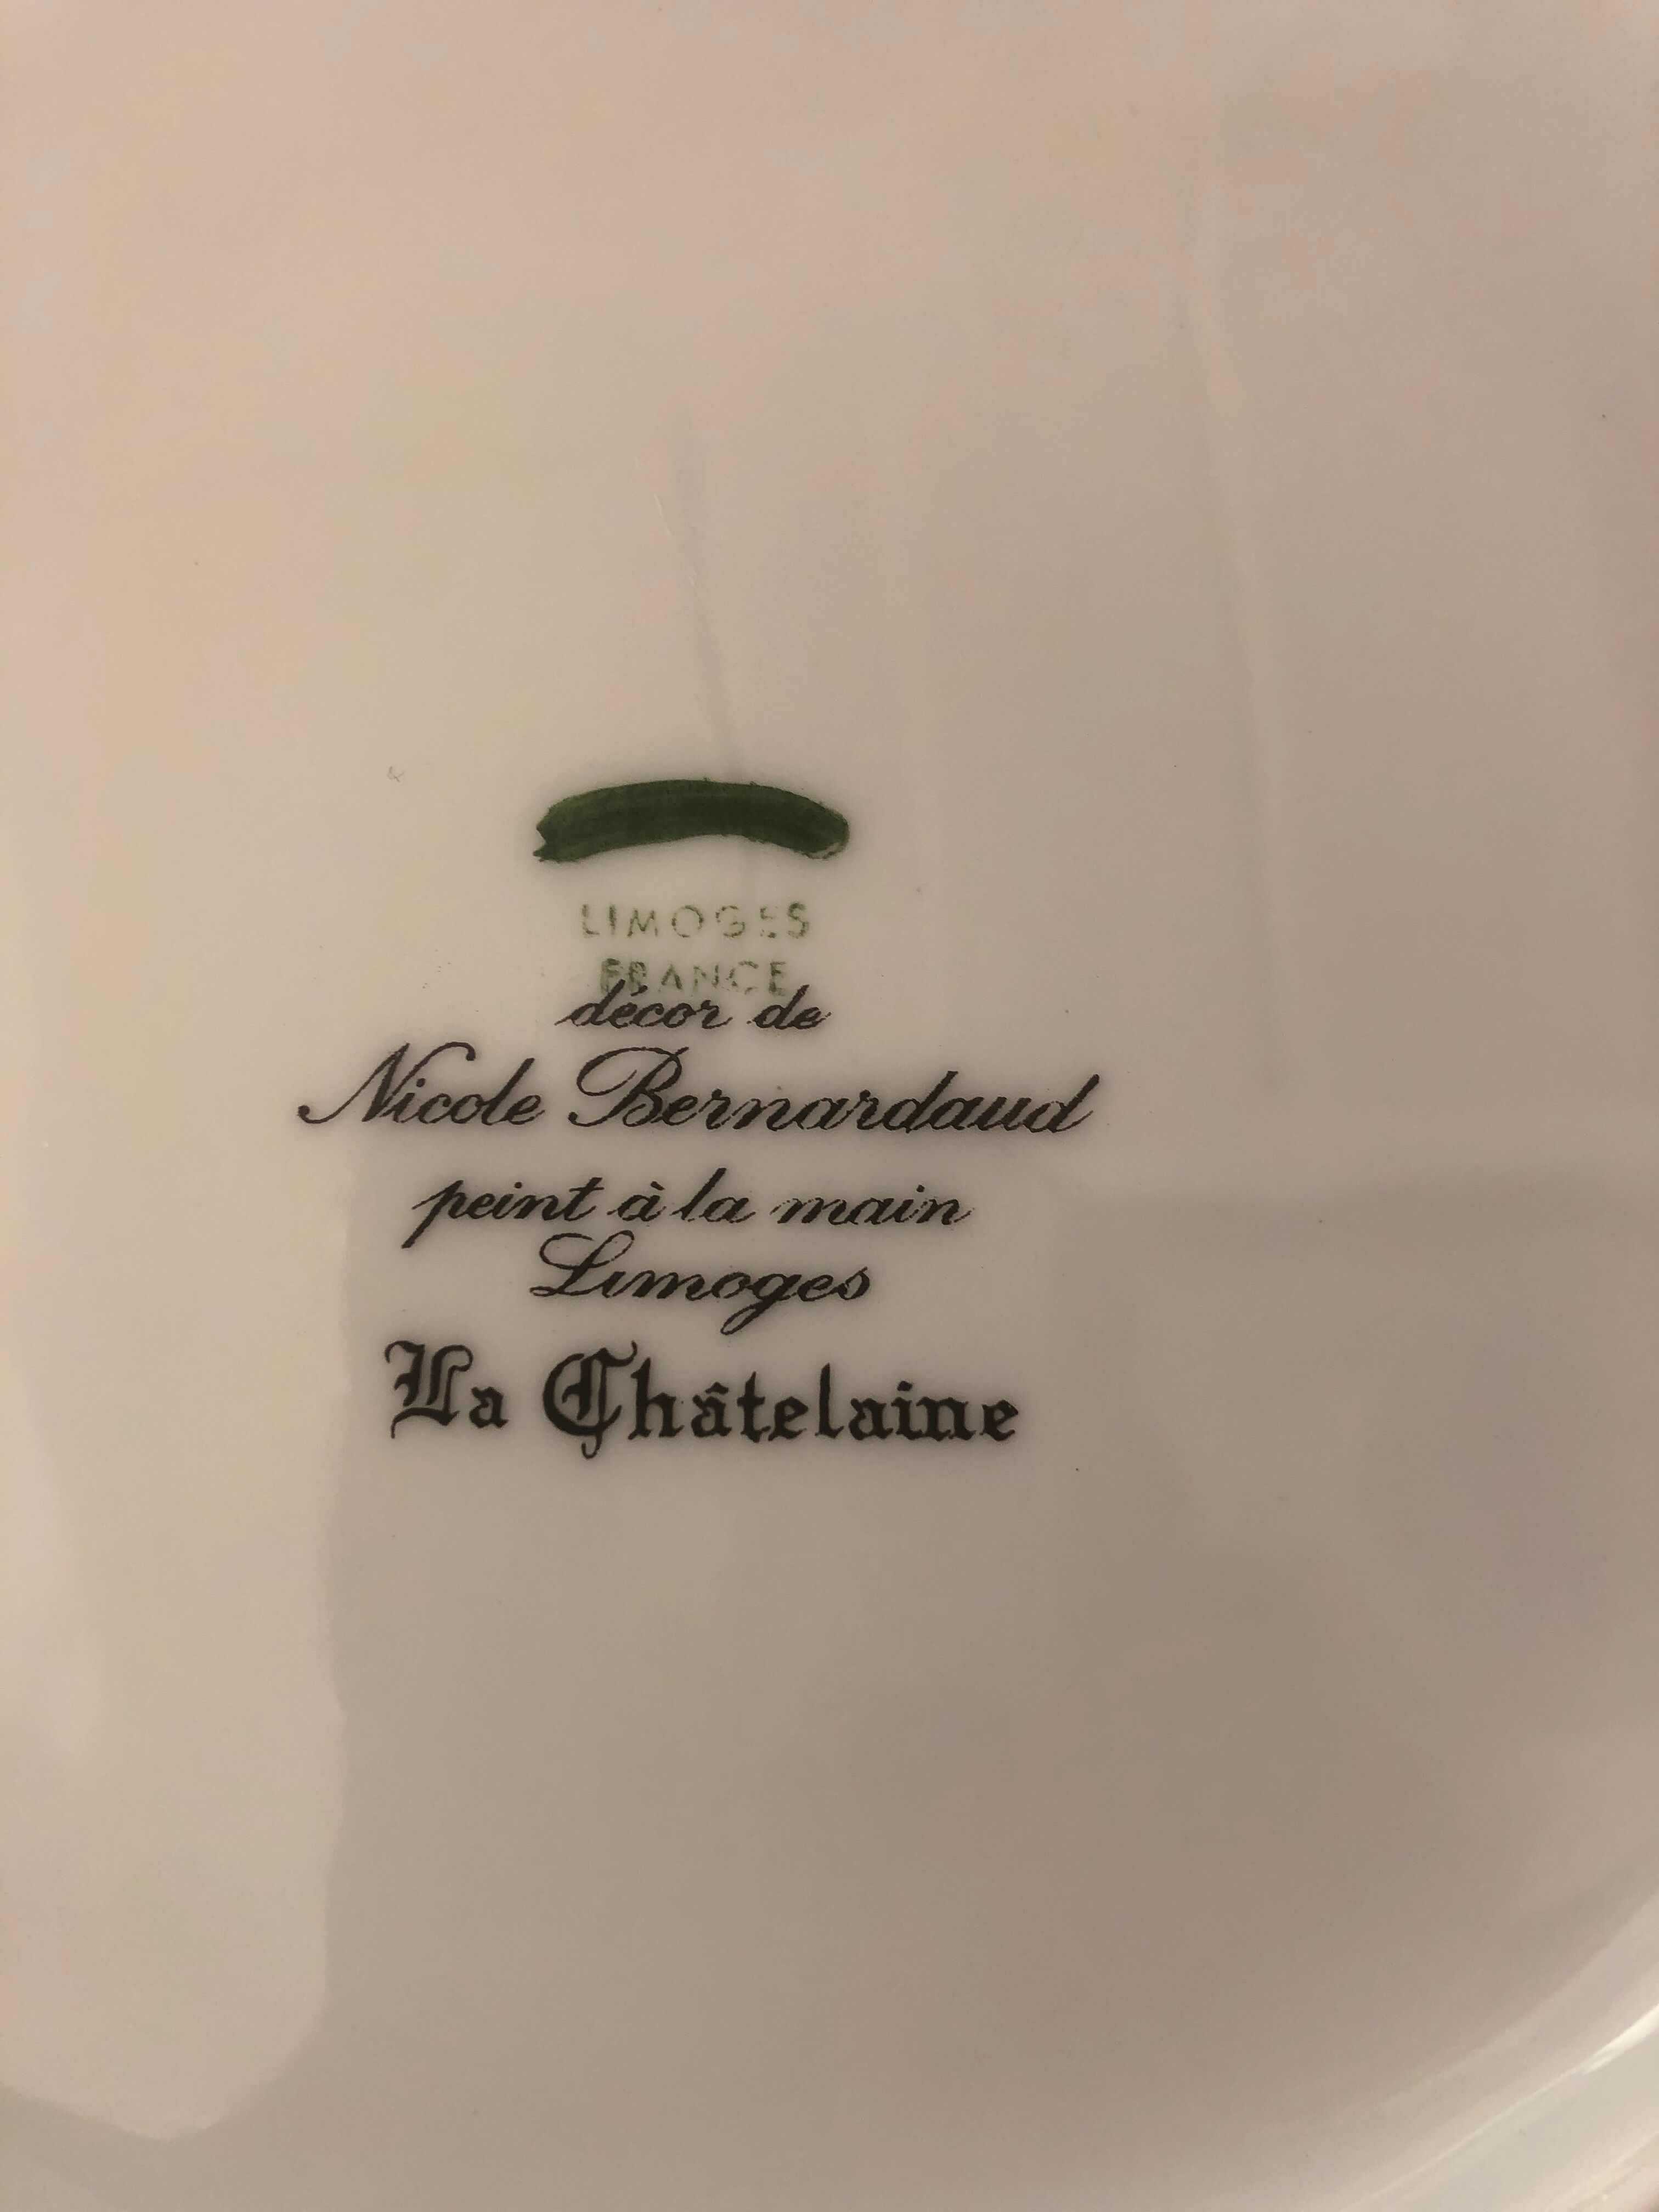 LIMOGES
FRANCE
décor de
Nicole Bernardaud
peint à la main
Limoges
La Châtelaine